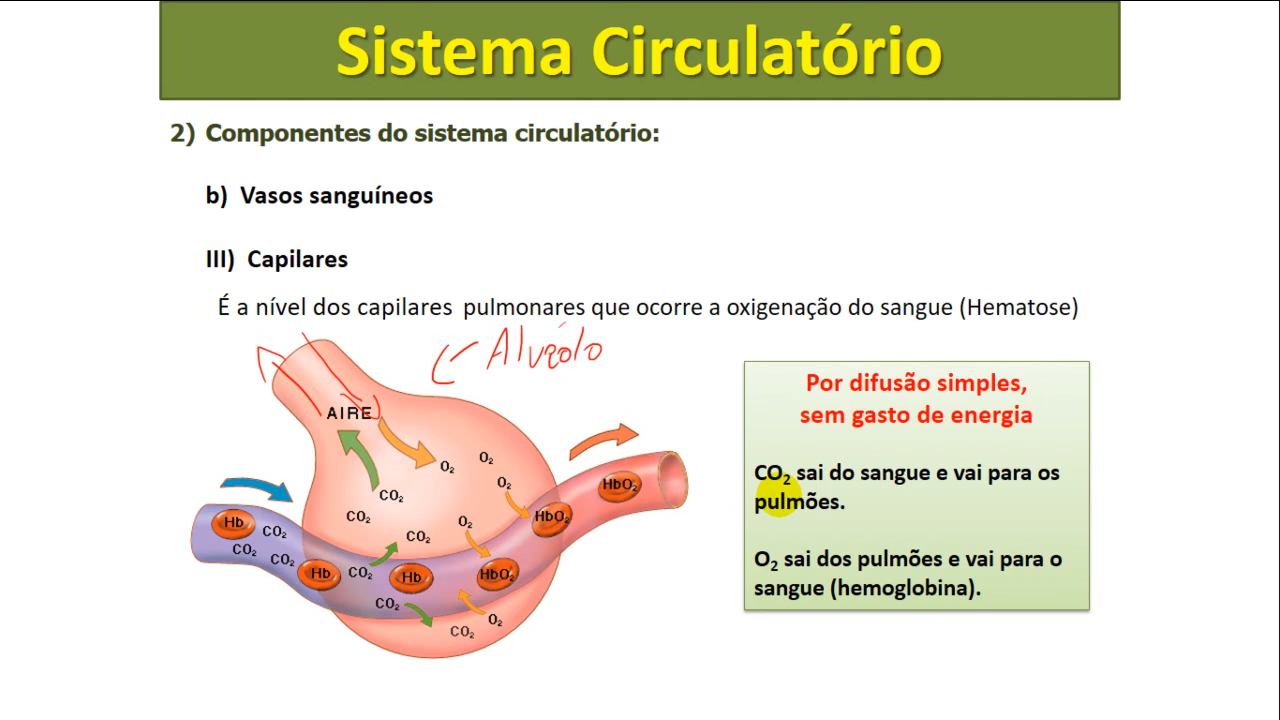 Sistema Circulatório
2) Componentes do sistema circulatório:
b) Vasos sanguíneos
III) Capilares
É a nível dos capilares pulmonares que ocorre a oxigenação do sangue (Hematose)
Alvéolo
AIRE
O₂
O₂
O₂
CO₂
CO₂
O₂
CO₂
Hb
CO₂
CO₂
CO₂
Hb
CO₂
Hb
HbO₂
HbO₂
HbO₂
CO₂
O₂
CO₂
Por difusão simples,
sem gasto de energia
CO₂ sai do sangue e vai para os
pulmões.
O₂ sai dos pulmões e vai para o
sangue (hemoglobina).